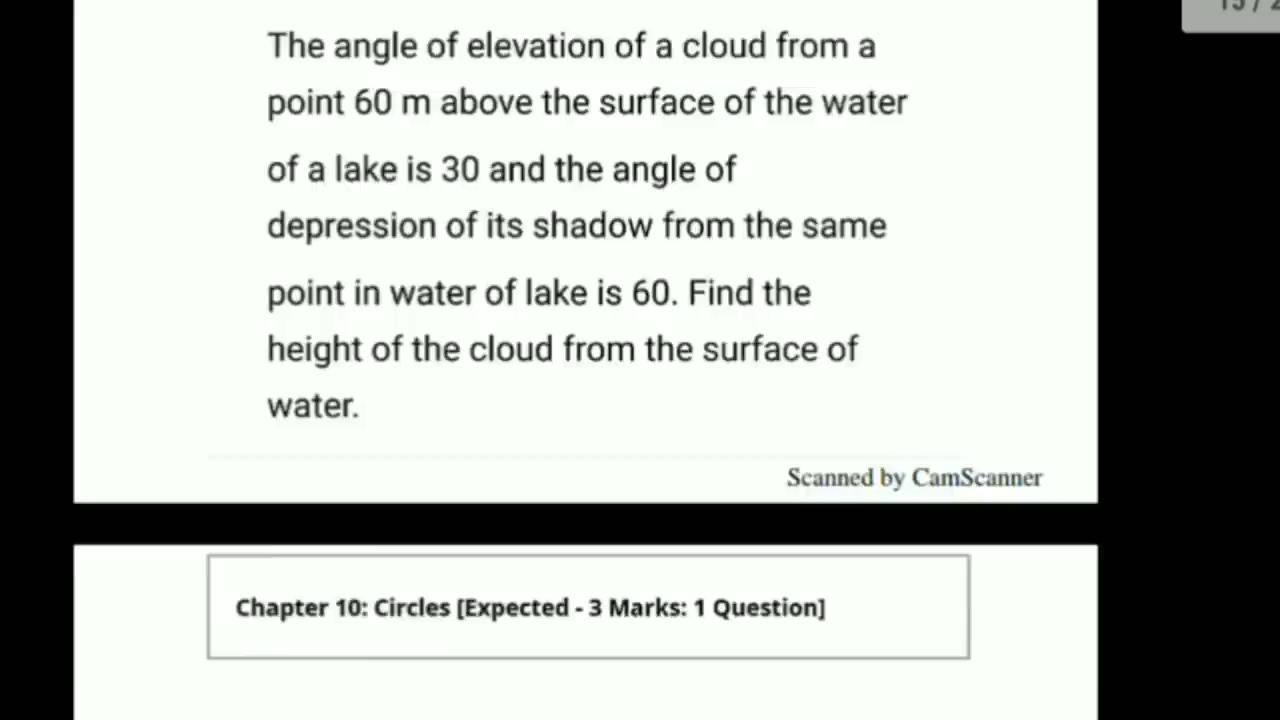 The angle of elevation of a cloud from a
point 60 m above the surface of the water
of a lake is 30 and the angle of
depression of its shadow from the same
point in water of lake is 60. Find the
height of the cloud from the surface of
water.
Scanned by CamScanner
Chapter 10: Circles [Expected - 3 Marks: 1 Question]